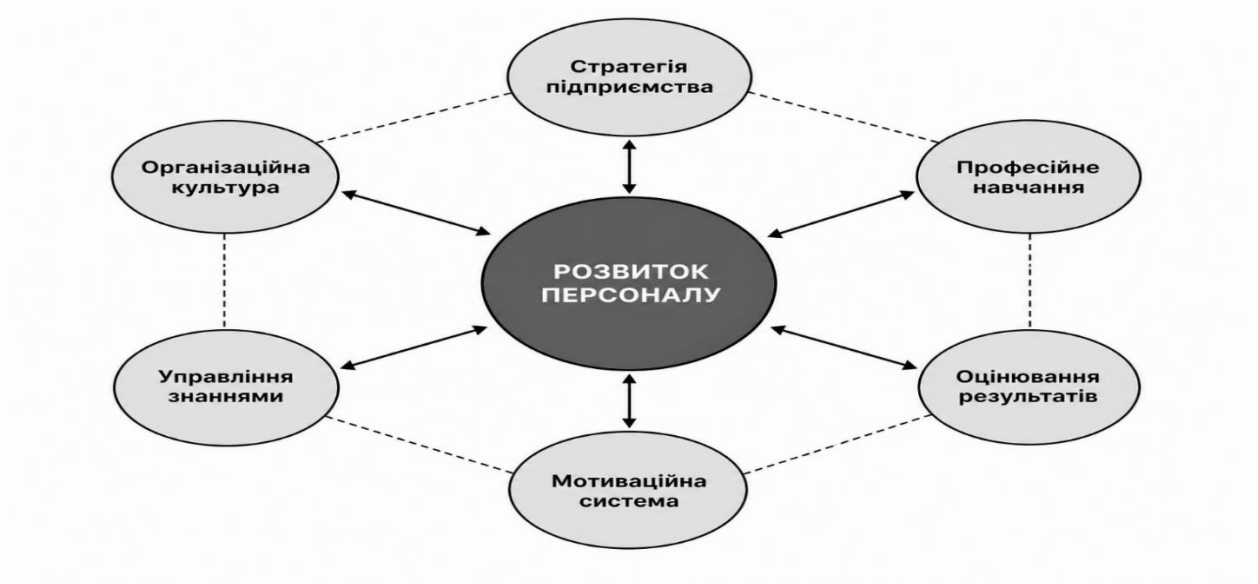 Стратегія
підприємства
Організаційна
культура
Професійне
навчання
РОЗВИТОК
ПЕРСОНАЛУ
Управління
знаннями
Оцінювання
результатів
Мотиваційна
система